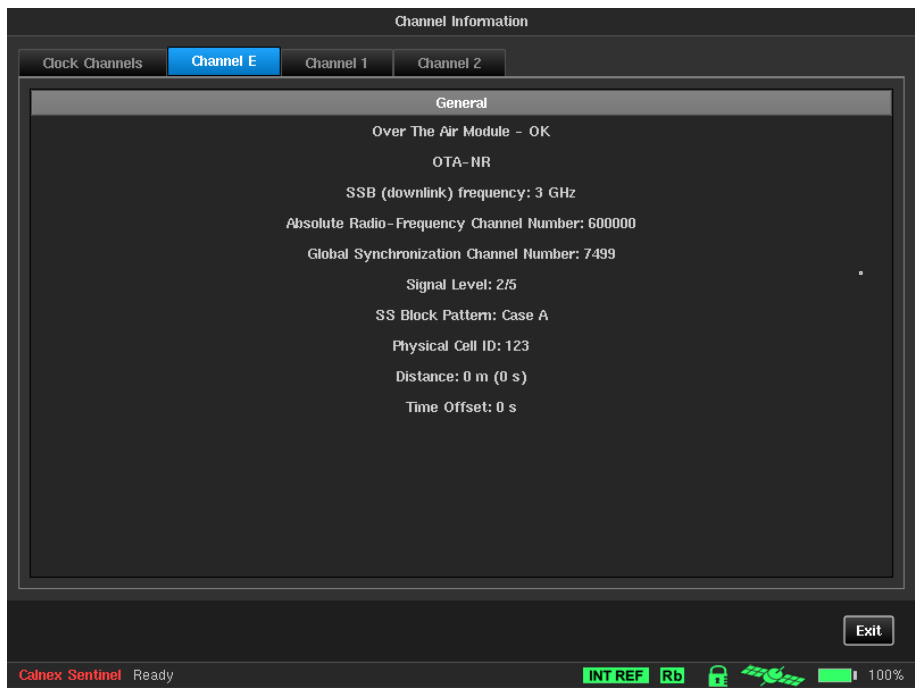 Channel Information
Clock Channels Channel E Channel 1 Channel 2
General
Over The Air Module - OK
OTA-NR
SSB (downlink) frequency: 3 GHz
Absolute Radio-Frequency Channel Number: 600000
Global Synchronization Channel Number: 7499
Signal Level: 2/5
SS Block Pattern: Case A
Physical Cell ID: 123
Distance: 0 m (0 s)
Time Offset: 0 s
Exit
Calnex Sentinel Ready INT REF Rb 100%